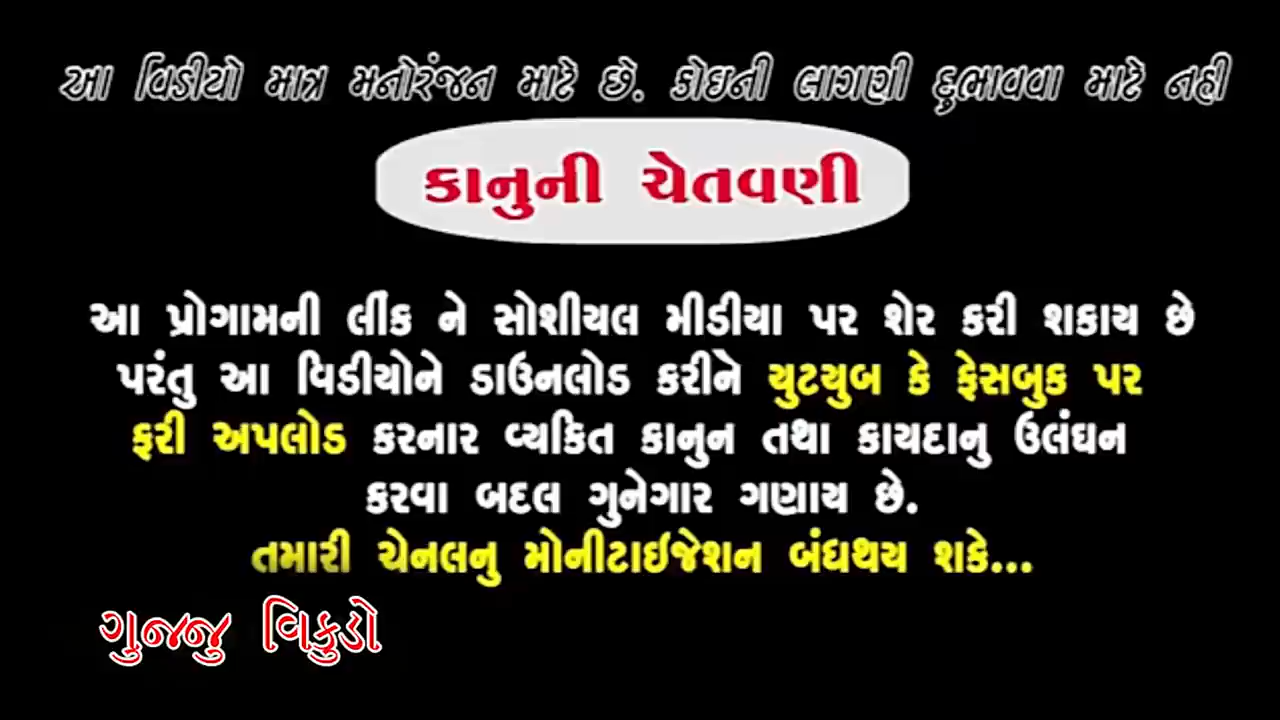 આ વિડીયો માત્ર મનોરંજન માટે છે. કોઇની લાગણી દુભાવવા માટે નહી
કાનુની ચેતવણી
આ પ્રોગામની લીંક ને સોશીયલ મીડીયા પર શેર કરી શકાય છે
પરંતુ આ વિડીયોને ડાઉનલોડ કરીને યુટયુબ કે ફેસબુક પર
ફરી અપલોડ કરનાર વ્યકિત કાનુન તથા કાયદાનુ ઉલંઘન
કરવા બદલ ગુનેગાર ગણાય છે.
તમારી ચેનલનુ મોનીટાઇજેશન બંધથય શકે...
ગુજજુ વિકુડો